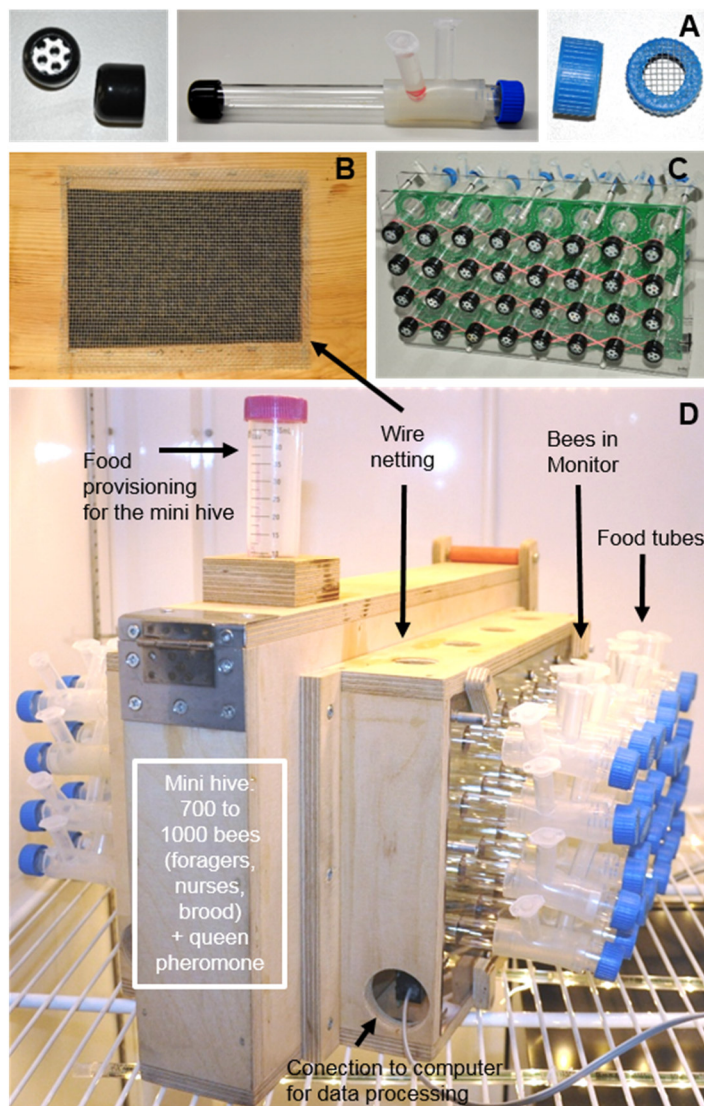 A
B
C
D
Wire
netting
Bees in
Monitor
Food
provisioning
for the mini hive
Food tubes
Mini hive:
700 to
1000 bees
(foragers,
nurses,
brood)
+ queen
pheromone
Conection to computer
for data processing